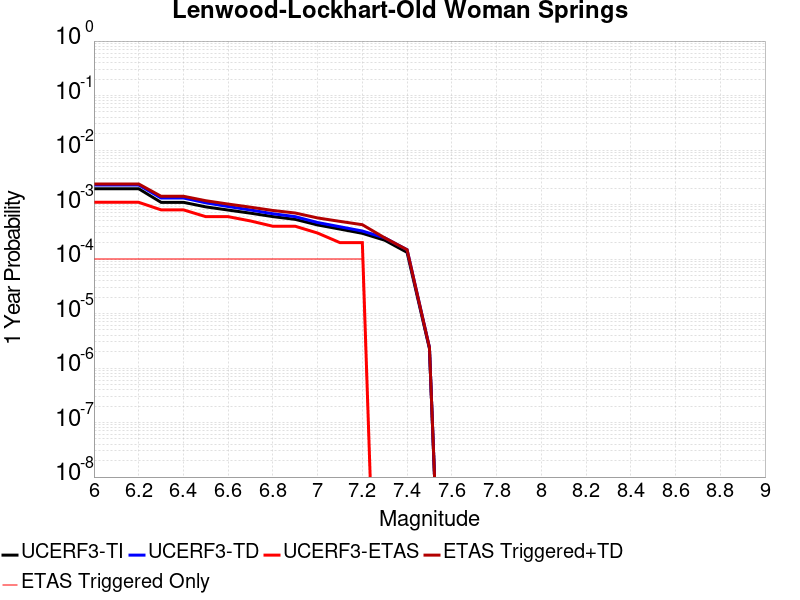 Lenwood-Lockhart-Old Woman Springs
10^0
10^-1
10^-2
10^-3
10^-4
10^-5
10^-6
10^-7
10^-8
1 Year Probability
6 6.2 6.4 6.6 6.8 7 7.2 7.4 7.6 7.8 8 8.2 8.4 8.6 8.8 9
Magnitude
UCERF3-TI UCERF3-TD UCERF3-ETAS ETAS Triggered+TD
ETAS Triggered Only